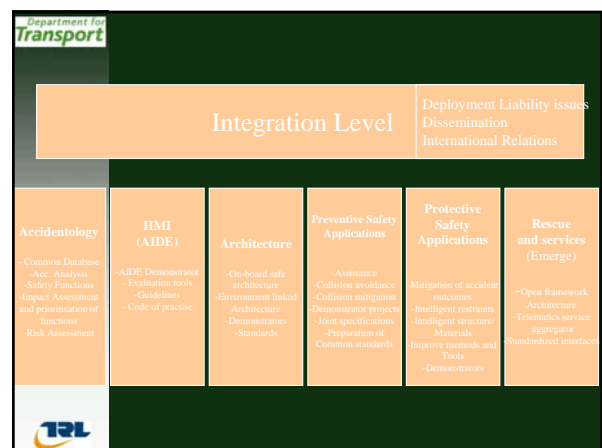 Department for
Transport
Integration Level
Deployment Liability issues
Dissemination
International Relations
Accidentology
- Common Database
-Acc. Analysis
-Safety Functions
-Impact Assessment
and prioritisation of
functions
-Risk Assessment
HMI
(AIDE)
-AIDE Demonstrator
- Evaluation tools
-Guidelines
- Code of practise
Architecture
-On-board safe
architecture
-Environment linked
Architecture
-Demonstrators
-Standards
Preventive Safety
Applications
-Assistance
-Collision avoidance
-Collision mitigation
-Demonstrator projects
-Joint specifications
-Preparation of
Common standards
Protective
Safety
Applications
-Mitigation of accident
outcomes
-Intelligent restraints
-Intelligent structure/
Materials
-Improve methods and
Tools
-Demonstrators
Rescue
and services
(Emerge)
-Open framework
Architecture
-Telematics service
aggregator
-Standardized interfaces
TRL